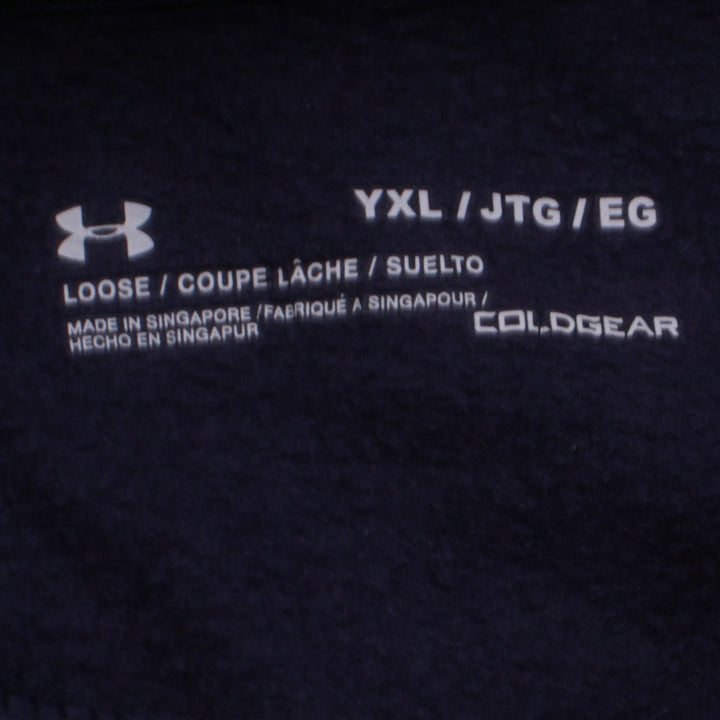 YXL / JTG / EG
LOOSE / COUPE LÂCHE / SUELTO
MADE IN SINGAPORE / FABRIQUÉ A SINGAPOUR /
HECHO EN SINGAPUR
COLDGEAR